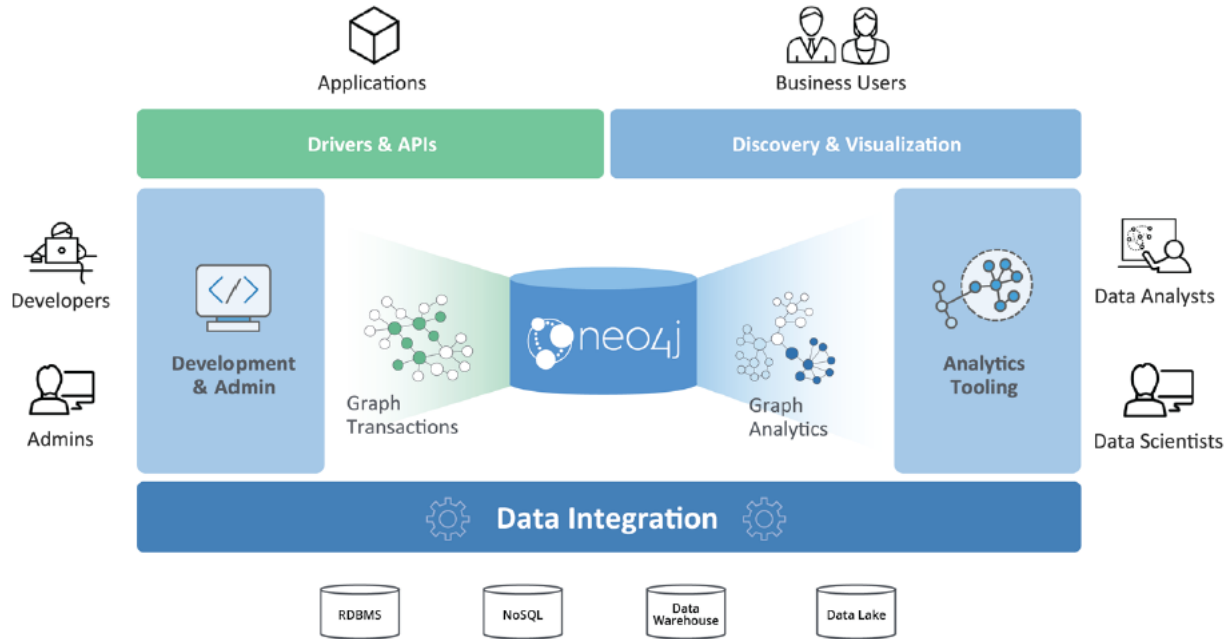 Applications
Business Users
Drivers & APIs
Discovery & Visualization
Developers
Admins
</>
Development
& Admin
Graph
Transactions
neo4j
Graph
Analytics
Analytics
Tooling
Data Analysts
Data Scientists
Data Integration
RDBMS
NoSQL
Data
Warehouse
Data Lake